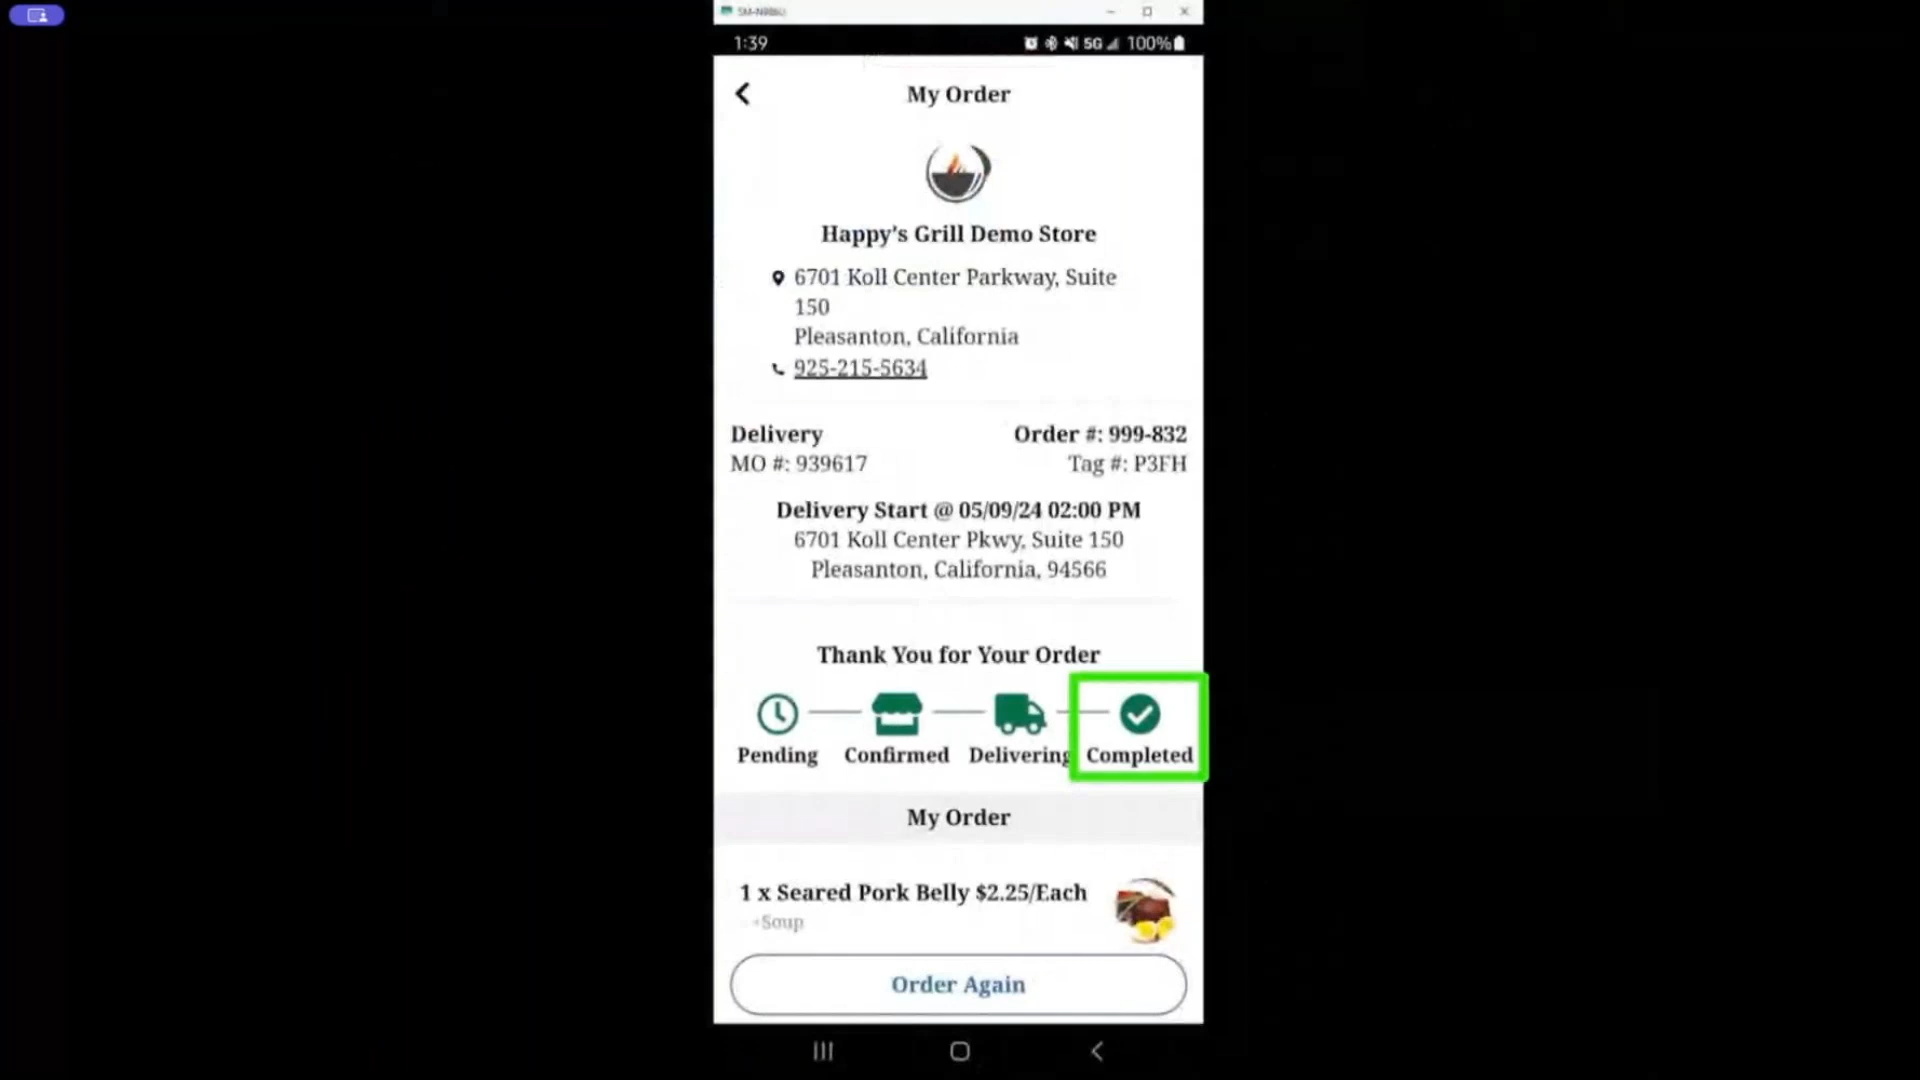 1:39
5G
100%
My Order
Happy's Grill Demo Store
6701 Koll Center Parkway, Suite
150
Pleasanton, California
925-215-5634
Delivery
Order #: 999-832
MO #: 939617
Tag #: P3FH
Delivery Start @ 05/09/24 02:00 PM
6701 Koll Center Pkwy, Suite 150
Pleasanton, California, 94566
Thank You for Your Order
Pending
Confirmed
Delivering
Completed
My Order
1 x Seared Pork Belly $2.25/Each
+Soup
Order Again